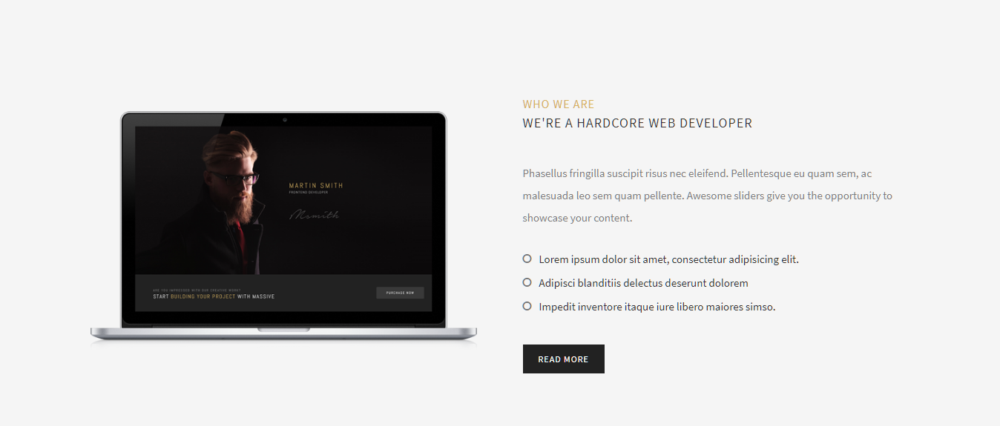 WHO WE ARE
WE'RE A HARDCORE WEB DEVELOPER
Phasellus fringilla suscipit risus nec eleifend. Pellentesque eu quam sem, ac
malesuada leo sem quam pellente. Awesome sliders give you the opportunity to
showcase your content.
Lorem ipsum dolor sit amet, consectetur adipisicing elit.
Adipisci blanditiis delectus deserunt dolorem
Impedit inventore itaque iure libero maiores simso.
READ MORE
MARTIN SMITH
FRONTEND DEVELOPER
Msmith
ARE YOU IMPRESSED WITH OUR CREATIVE WORK?
START BUILDING YOUR PROJECT WITH MASSIVE
PURCHASE NOW